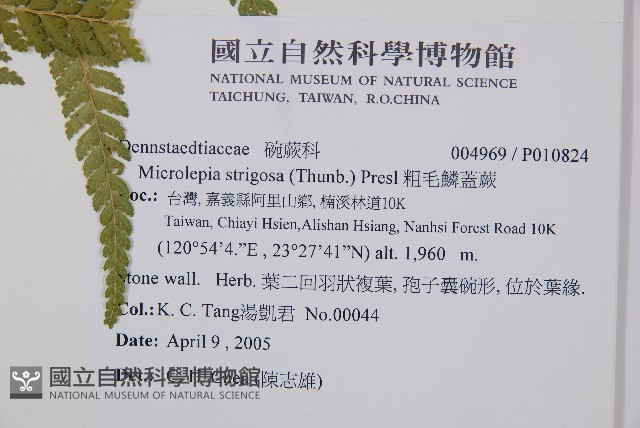 國立自然科學博物館
NATIONAL MUSEUM OF NATURAL SCIENCE
TAICHUNG, TAIWAN, R.O.CHINA
Dennstaedtiaceae 碗蕨科 004969 / P010824
Microlepia strigosa (Thunb.) Presl 粗毛鱗蓋蕨
Loc.: 台灣, 嘉義縣阿里山鄉, 楠溪林道10K
Taiwan, Chiayi Hsien,Alishan Hsiang, Nanhsi Forest Road 10K
(120°54’4.”E , 23°27’41”N) alt. 1,960 m.
Stone wall. Herb. 葉二回羽狀複葉, 孢子囊碗形, 位於葉緣.
Col.: K. C. Tang湯凱君 No.00044
Date: April 9 , 2005
Det.: (陳志雄)
國立自然科學博物館
NATIONAL MUSEUM OF NATURAL SCIENCE